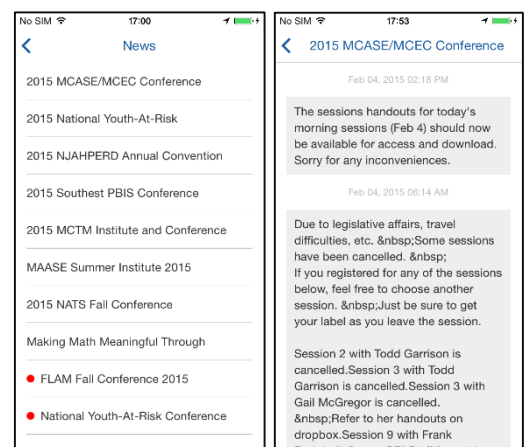 No SIM 17:00
News
2015 MCASE/MCEC Conference
2015 National Youth-At-Risk
2015 NJAHPERD Annual Convention
2015 Southest PBIS Conference
2015 MCTM Institute and Conference
MAASE Summer Institute 2015
2015 NATS Fall Conference
Making Math Meaningful Through
FLAM Fall Conference 2015
National Youth-At-Risk Conference
No SIM 17:53
2015 MCASE/MCEC Conference
Feb 04, 2015 02:18 PM
The sessions handouts for today's
morning sessions (Feb 4) should now
be available for access and download.
Sorry for any inconveniences.
Feb 04, 2015 06:14 AM
Due to legislative affairs, travel
difficulties, etc. &nbsp;Some sessions
have been cancelled. &nbsp;
If you registered for any of the sessions
below, feel free to choose another
session. &nbsp;Just be sure to get
your label as you leave the session.
Session 2 with Todd Garrison is
cancelled.Session 3 with Todd
Garrison is cancelled.Session 3 with
Gail McGregor is cancelled.
&nbsp;Refer to her handouts on
dropbox.Session 9 with Frank